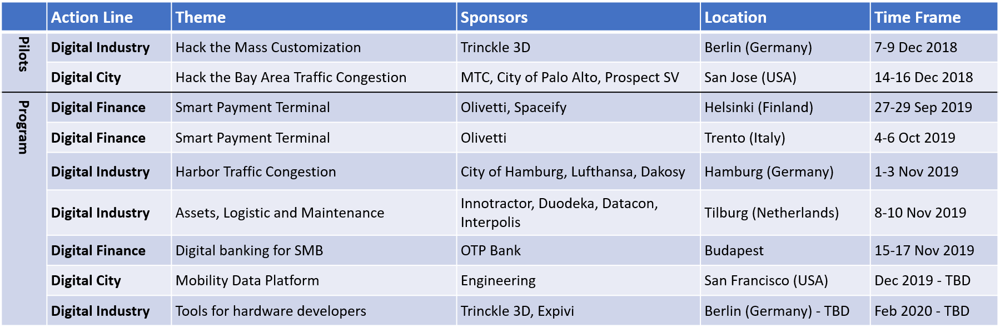 Action Line Theme Sponsors Location Time Frame
Pilots
Digital Industry Hack the Mass Customization Trinckle 3D Berlin (Germany) 7-9 Dec 2018
Digital City Hack the Bay Area Traffic Congestion MTC, City of Palo Alto, Prospect SV San Jose (USA) 14-16 Dec 2018
Program
Digital Finance Smart Payment Terminal Olivetti, Spaceify Helsinki (Finland) 27-29 Sep 2019
Digital Finance Smart Payment Terminal Olivetti Trento (Italy) 4-6 Oct 2019
Digital Industry Harbor Traffic Congestion City of Hamburg, Lufthansa, Dakosy Hamburg (Germany) 1-3 Nov 2019
Digital Industry Assets, Logistic and Maintenance Innotractor, Duodeka, Datacon,
Interpolis Tilburg (Netherlands) 8-10 Nov 2019
Digital Finance Digital banking for SMB OTP Bank Budapest 15-17 Nov 2019
Digital City Mobility Data Platform Engineering San Francisco (USA) Dec 2019 - TBD
Digital Industry Tools for hardware developers Trinckle 3D, Expivi Berlin (Germany) - TBD Feb 2020 - TBD